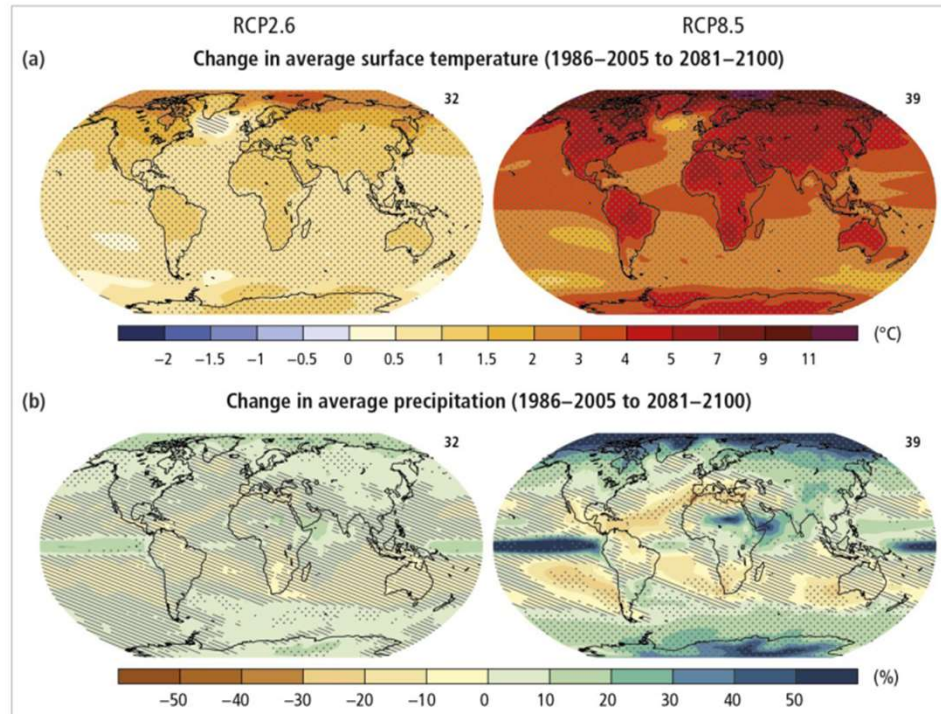 RCP2.6 RCP8.5
(a) Change in average surface temperature (1986–2005 to 2081–2100)
32 39
(°C)
−2 −1.5 −1 −0.5 0 0.5 1 1.5 2 3 4 5 7 9 11
(b) Change in average precipitation (1986–2005 to 2081–2100)
32 39
(%)
−50 −40 −30 −20 −10 0 10 20 30 40 50